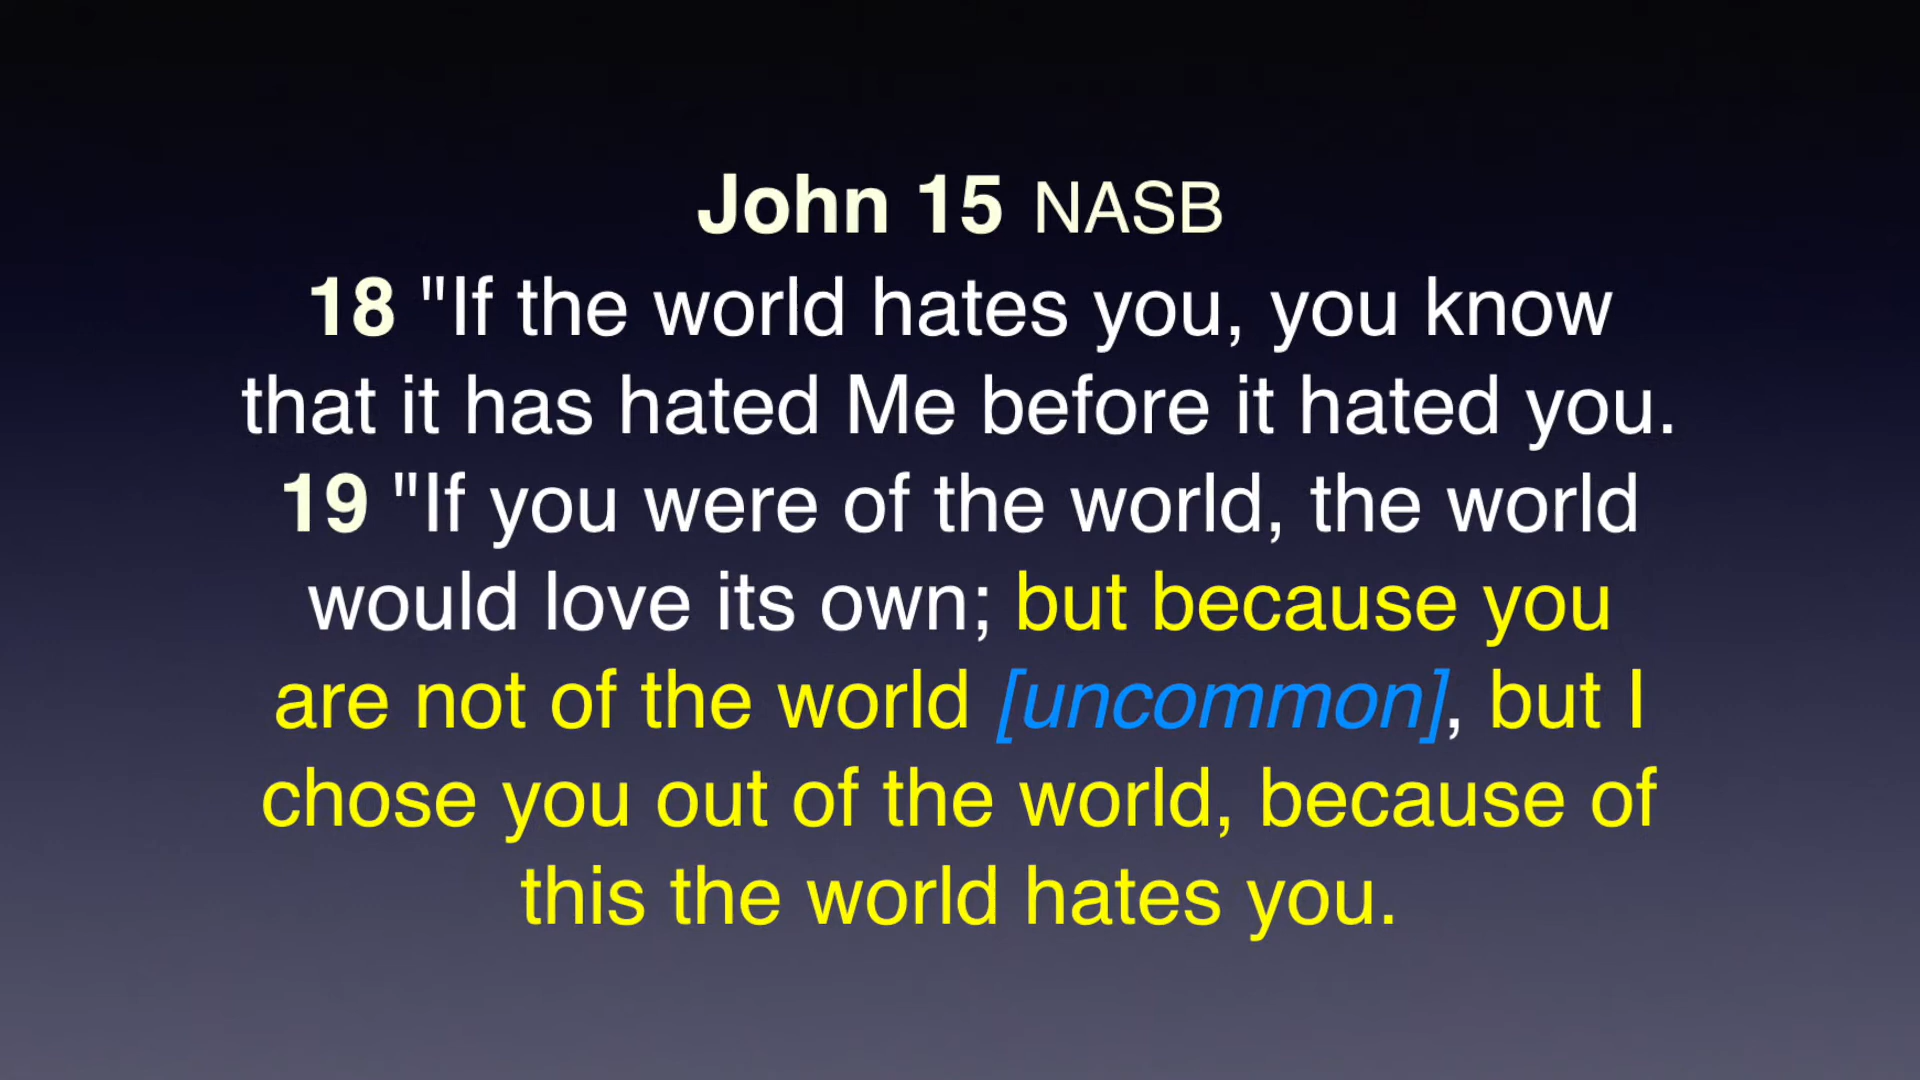 John 15 NASB
18 "If the world hates you, you know
that it has hated Me before it hated you.
19 "If you were of the world, the world
would love its own; but because you
are not of the world [uncommon], but I
chose you out of the world, because of
this the world hates you.